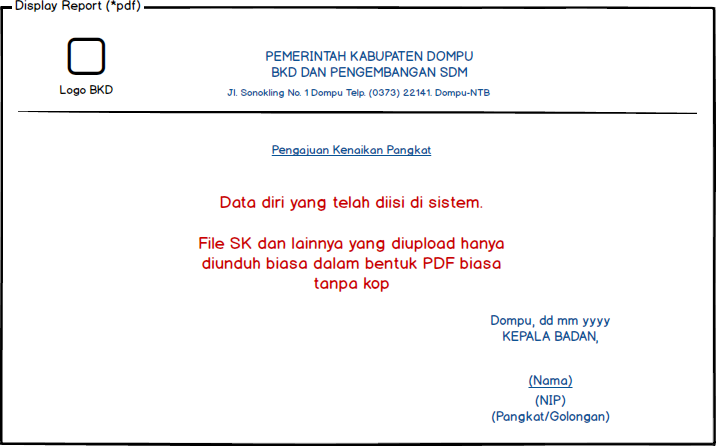 Display Report (*pdf)
PEMERINTAH KABUPATEN DOMPU
BKD DAN PENGEMBANGAN SDM
Logo BKD
Jl. Sonokling No. 1 Dompu Telp. (0373) 22141. Dompu-NTB
Pengajuan Kenaikan Pangkat
Data diri yang telah diisi di sistem.
File SK dan lainnya yang diupload hanya
diunduh biasa dalam bentuk PDF biasa
tanpa kop
Dompu, dd mm yyyy
KEPALA BADAN,
(Nama)
(NIP)
(Pangkat/Golongan)